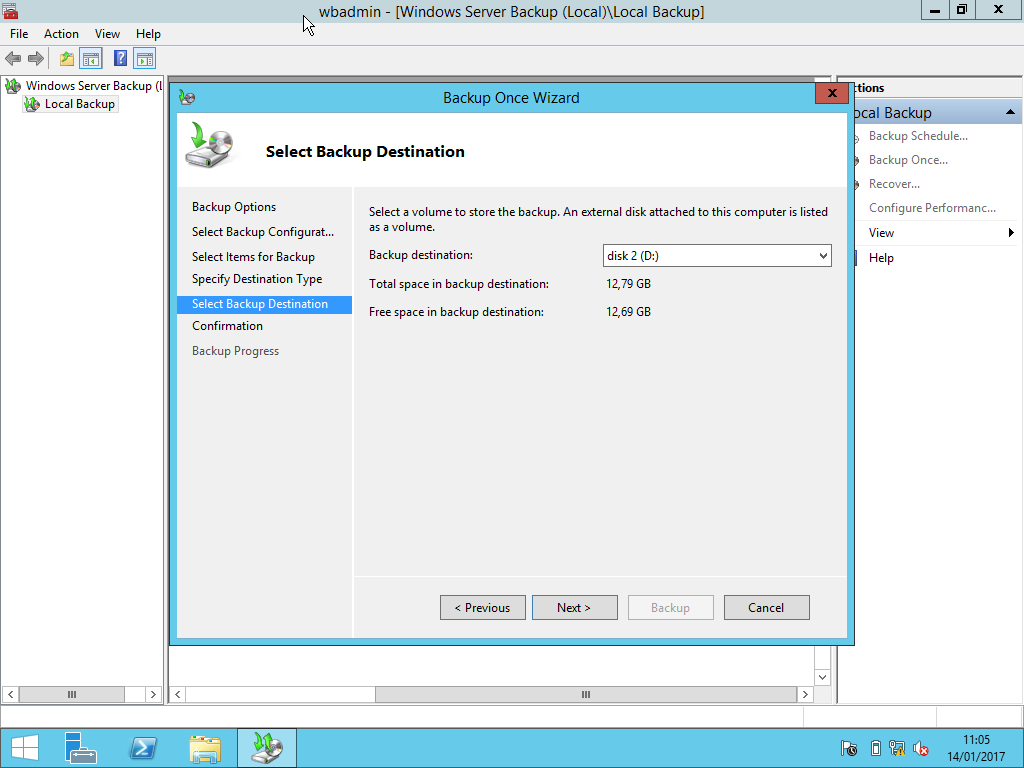 wbadmin - [Windows Server Backup (Local)\Local Backup]
File Action View Help
Windows Server Backup (L
Local Backup
Backup Once Wizard
Select Backup Destination
Backup Options
Select Backup Configurat...
Select Items for Backup
Specify Destination Type
Select Backup Destination
Confirmation
Backup Progress
Select a volume to store the backup. An external disk attached to this computer is listed
as a volume.
Backup destination: disk 2 (D:)
Total space in backup destination: 12,79 GB
Free space in backup destination: 12,69 GB
< Previous Next > Backup Cancel
ctions
ocal Backup
Backup Schedule...
Backup Once...
Recover...
Configure Performanc...
View
Help
11:05
14/01/2017